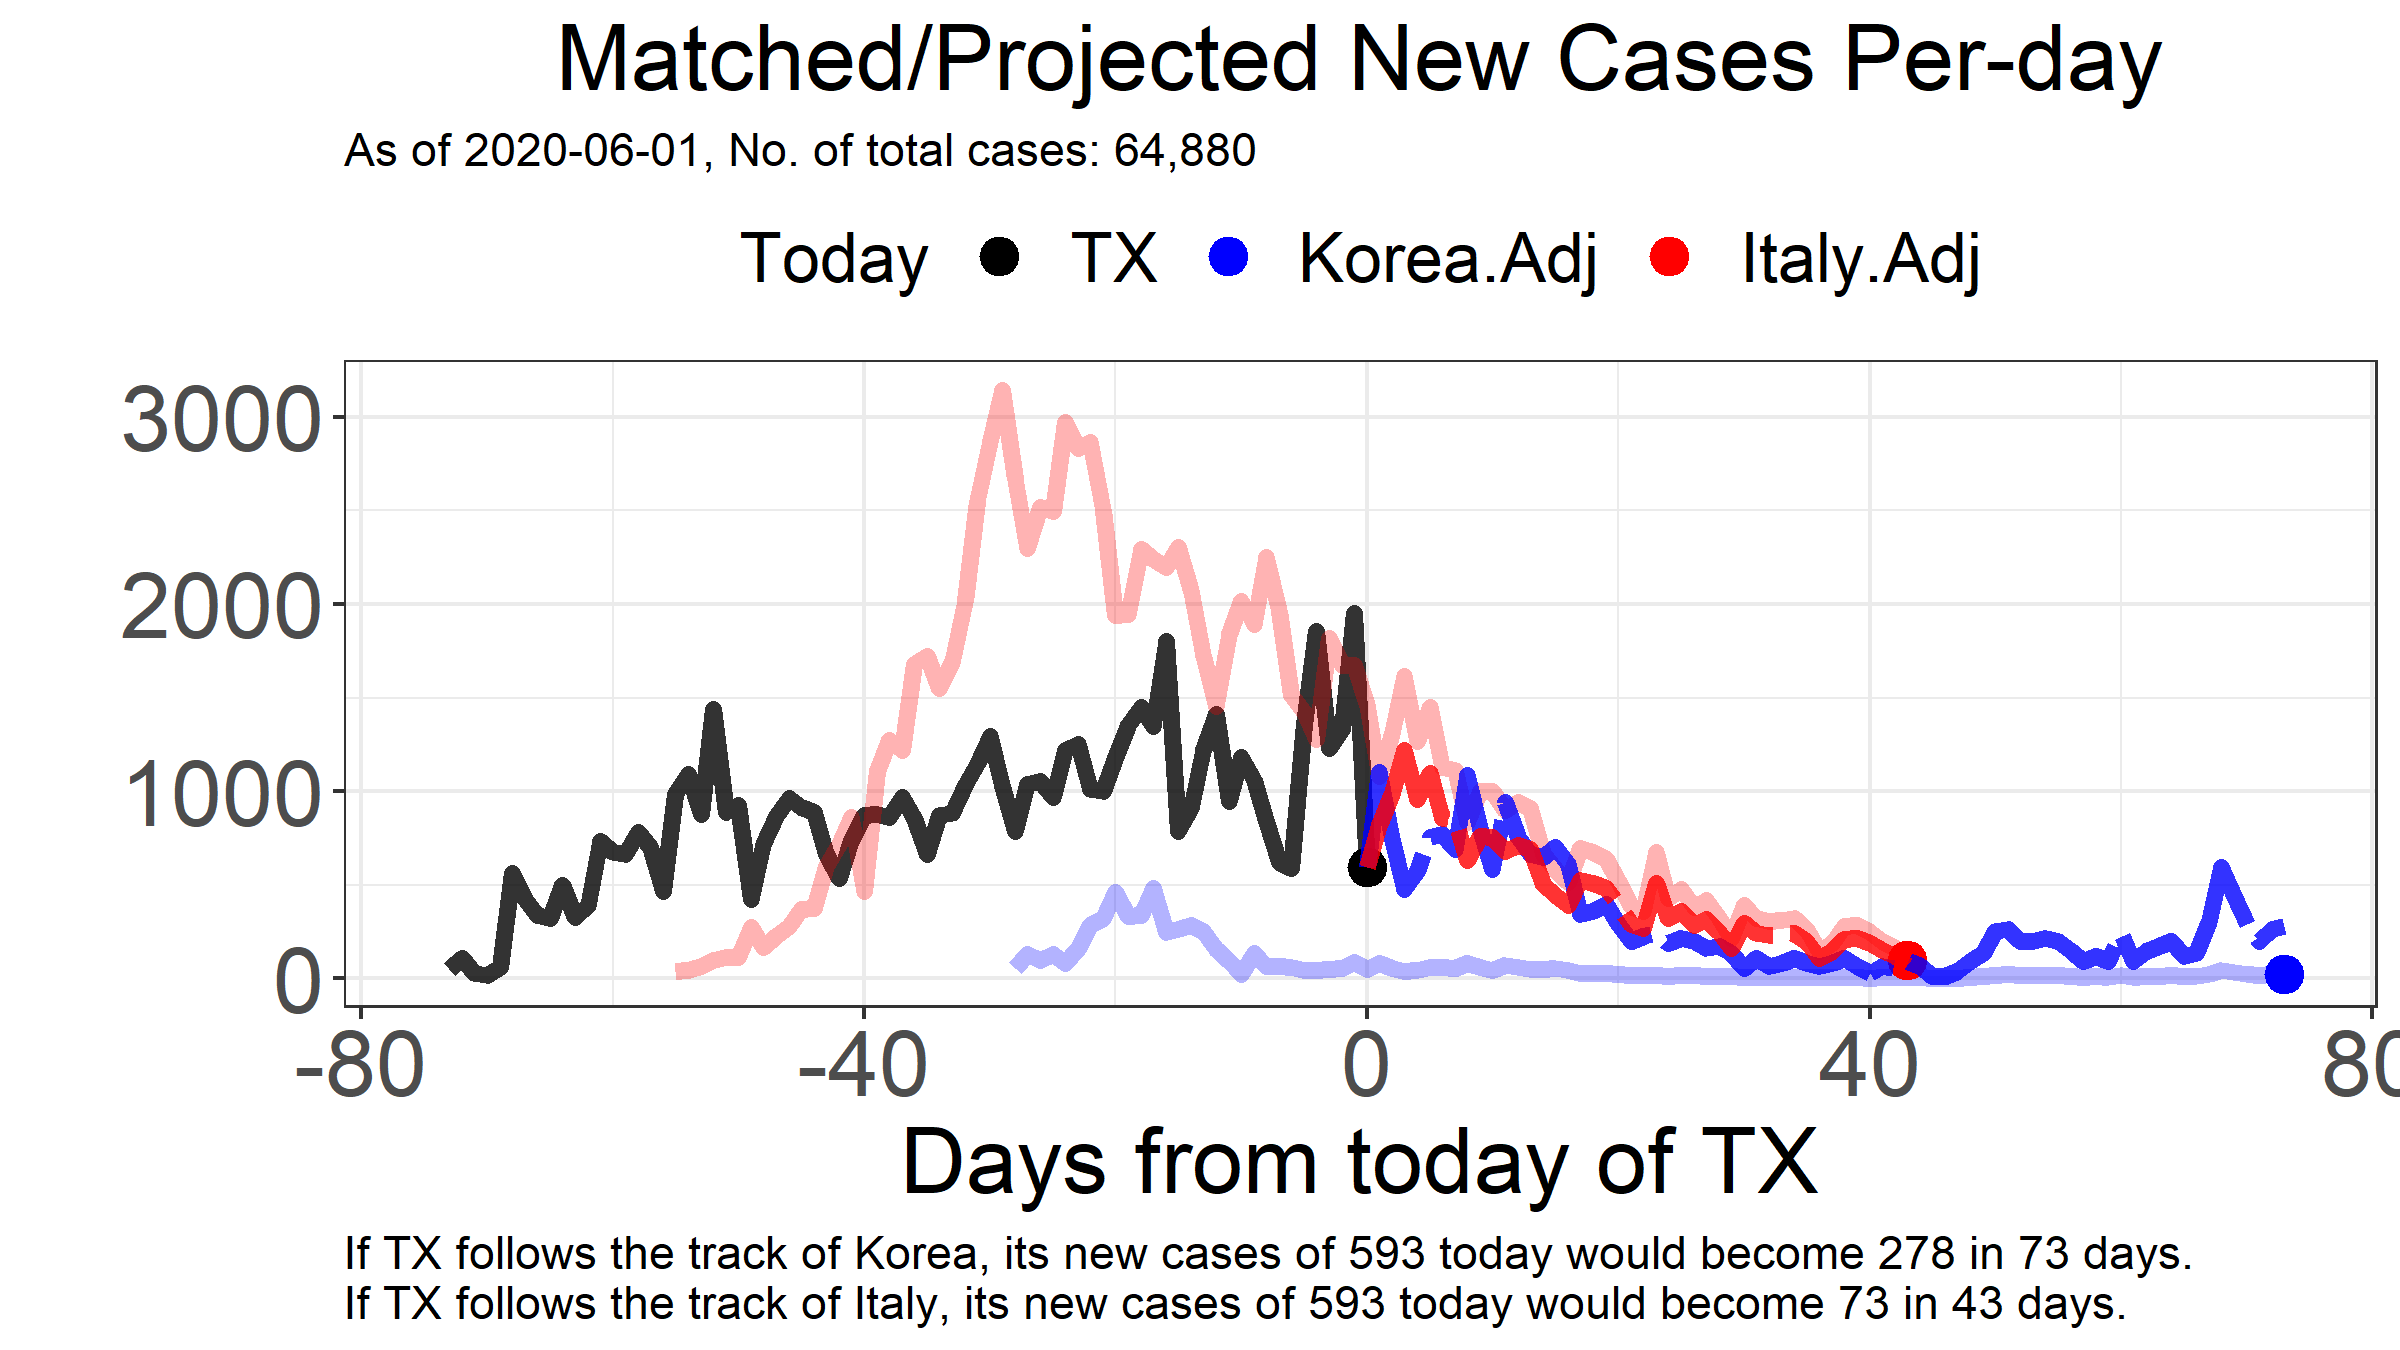 Matched/Projected New Cases Per-day
As of 2020-06-01, No. of total cases: 64,880
Today TX Korea.Adj Italy.Adj
3000
2000
1000
0
-80 -40 0 40 80
Days from today of TX
If TX follows the track of Korea, its new cases of 593 today would become 278 in 73 days.
If TX follows the track of Italy, its new cases of 593 today would become 73 in 43 days.